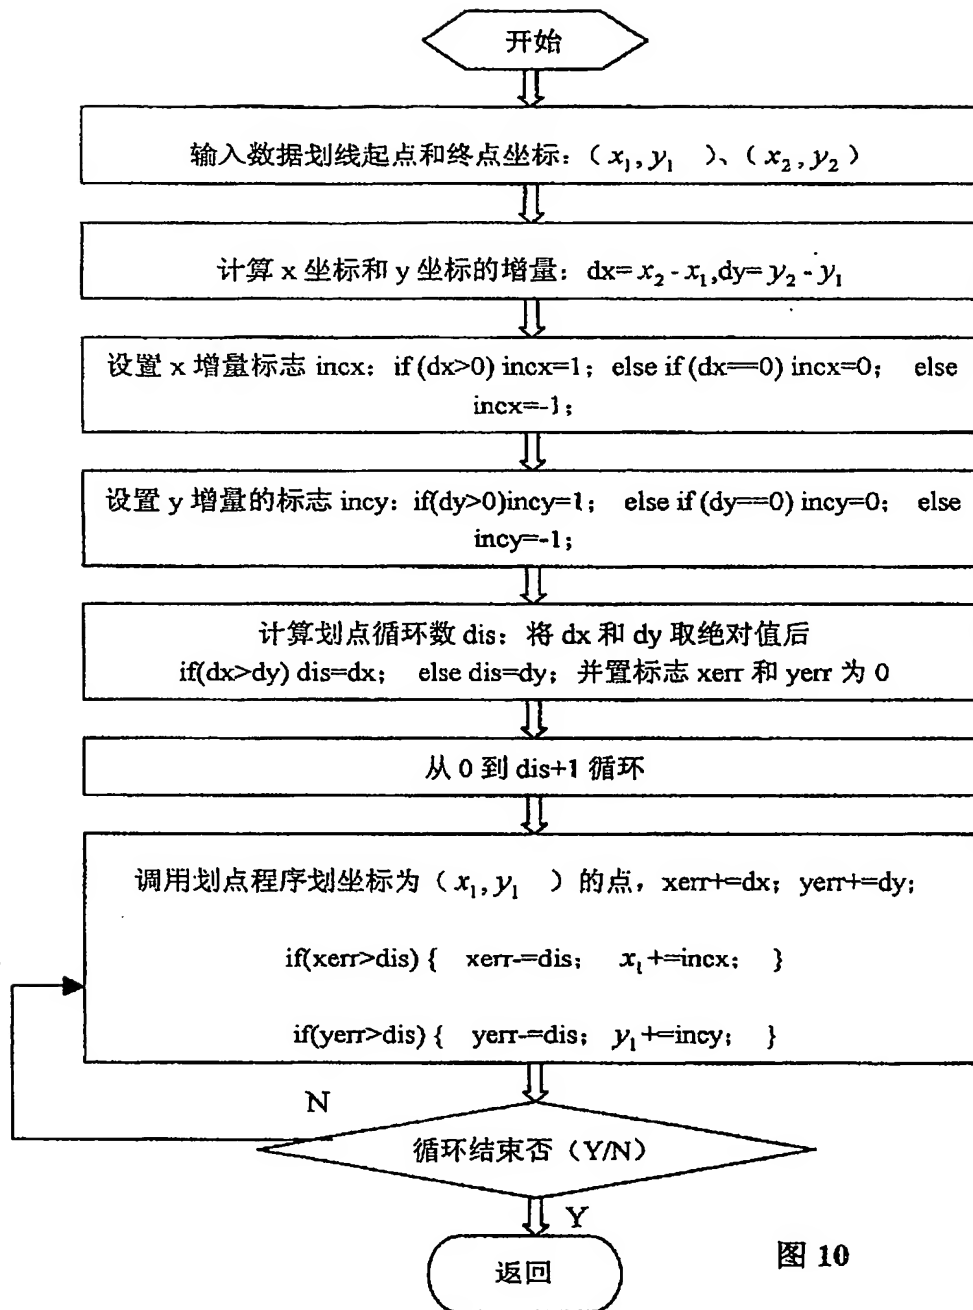 开始
输入数据划线起点和终点坐标：（x₁,y₁ ）、（x₂,y₂）
计算 x 坐标和 y 坐标的增量：dx=x₂-x₁,dy=y₂-y₁
设置 x 增量标志 incx：if (dx>0) incx=1；else if (dx==0) incx=0； else
incx=-1；
设置 y 增量的标志 incy：if(dy>0)incy=1； else if (dy==0) incy=0； else
incy=-1；
计算划点循环数 dis：将 dx 和 dy 取绝对值后
if(dx>dy) dis=dx； else dis=dy；并置标志 xerr 和 yerr 为 0
从 0 到 dis+1 循环
调用划点程序划坐标为（x₁,y₁ ）的点，xerr+=dx；yerr+=dy；
if(xerr>dis) { xerr-=dis； x₁+=incx； }
if(yerr>dis) { yerr-=dis； y₁+=incy； }
N
循环结束否（Y/N）
Y
返回
图 10